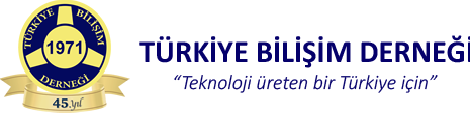 TÜRKİYE BİLİŞİM
1971
DERNEĞİ
45.Yıl
TÜRKİYE BİLİŞİM DERNEĞİ
“Teknoloji üreten bir Türkiye için”